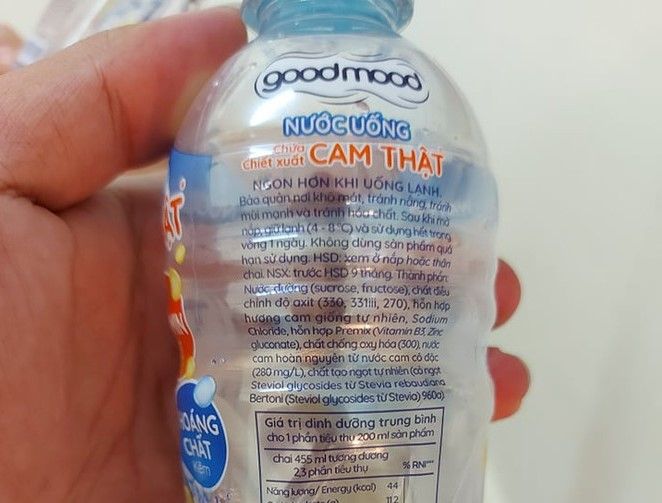 goodmood
NƯỚC UỐNG
Chứa
Chiết xuất CAM THẬT
NGON HƠN KHI UỐNG LẠNH.
Bảo quản nơi khô mát, tránh nắng, tránh
mùi mạnh và tránh hóa chất. Sau khi mở
nắp, giữ lạnh (4 - 8°C) và sử dụng hết trong
vòng 1 ngày. Không dùng sản phẩm quá
hạn sử dụng. HSD: xem ở nắp hoặc thân
chai. NSX: trước HSD 9 tháng. Thành phần:
Nước, đường (sucrose, fructose), chất điều
chỉnh độ axit (330, 331iii, 270), hỗn hợp
hương cam giống tự nhiên, Sodium
Chloride, hỗn hợp Premix (Vitamin B3, Zinc
gluconate), chất chống oxy hóa (300), nước
cam hoàn nguyên từ nước cam cô đặc
(280 mg/L), chất tạo ngọt tự nhiên (cỏ ngọt
Steviol glycosides từ Stevia rebaudiana
Bertoni (Steviol glycosides từ Stevia) 960a).
Giá trị dinh dưỡng trung bình
cho 1 phần tiêu thụ 200 ml sản phẩm
chai 455 ml tương đương
2,3 phần tiêu thụ
% RNI***
Năng lượng/ Energy (kcal) 44
11.2
ẬT
KHOÁNG
CHẤT
Kẽm